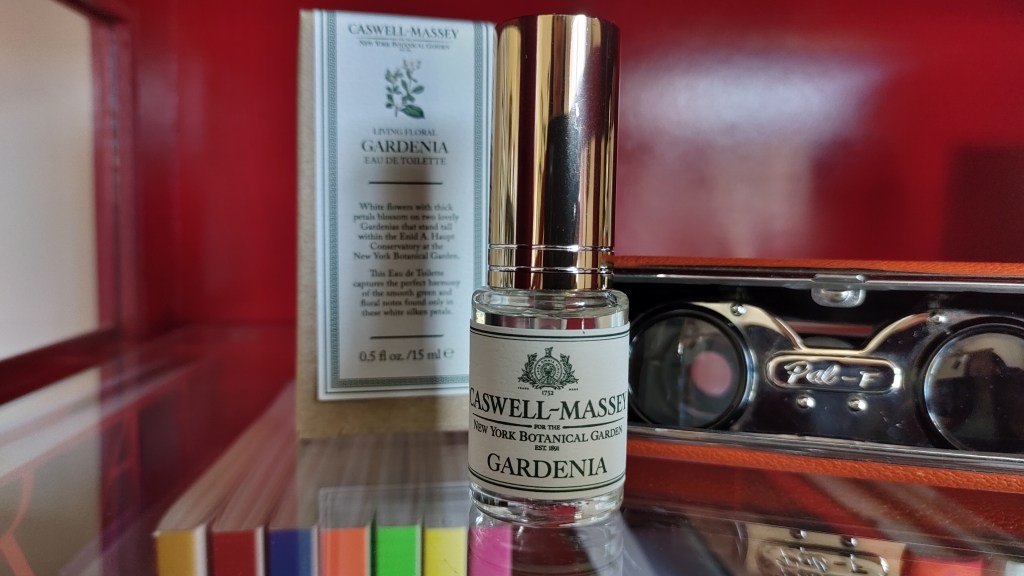 CASWELL-MASSEY
NEW YORK BOTANICAL GARDEN
LIVING FLORAL
GARDENIA
EAU DE TOILETTE
White flowers with thick
petals blossom on two lovely
Gardenias that stand tall
within the Enid A. Haupt
Conservatory at the
New York Botanical Garden.
This Eau de Toilette
captures the perfect harmony
of the smooth green and
floral notes found only in
these white silken petals.
0.5 fl oz. /15 ml ℮
1752
CASWELL-MASSEY
FOR THE
NEW YORK BOTANICAL GARDEN
EST. 1891
GARDENIA